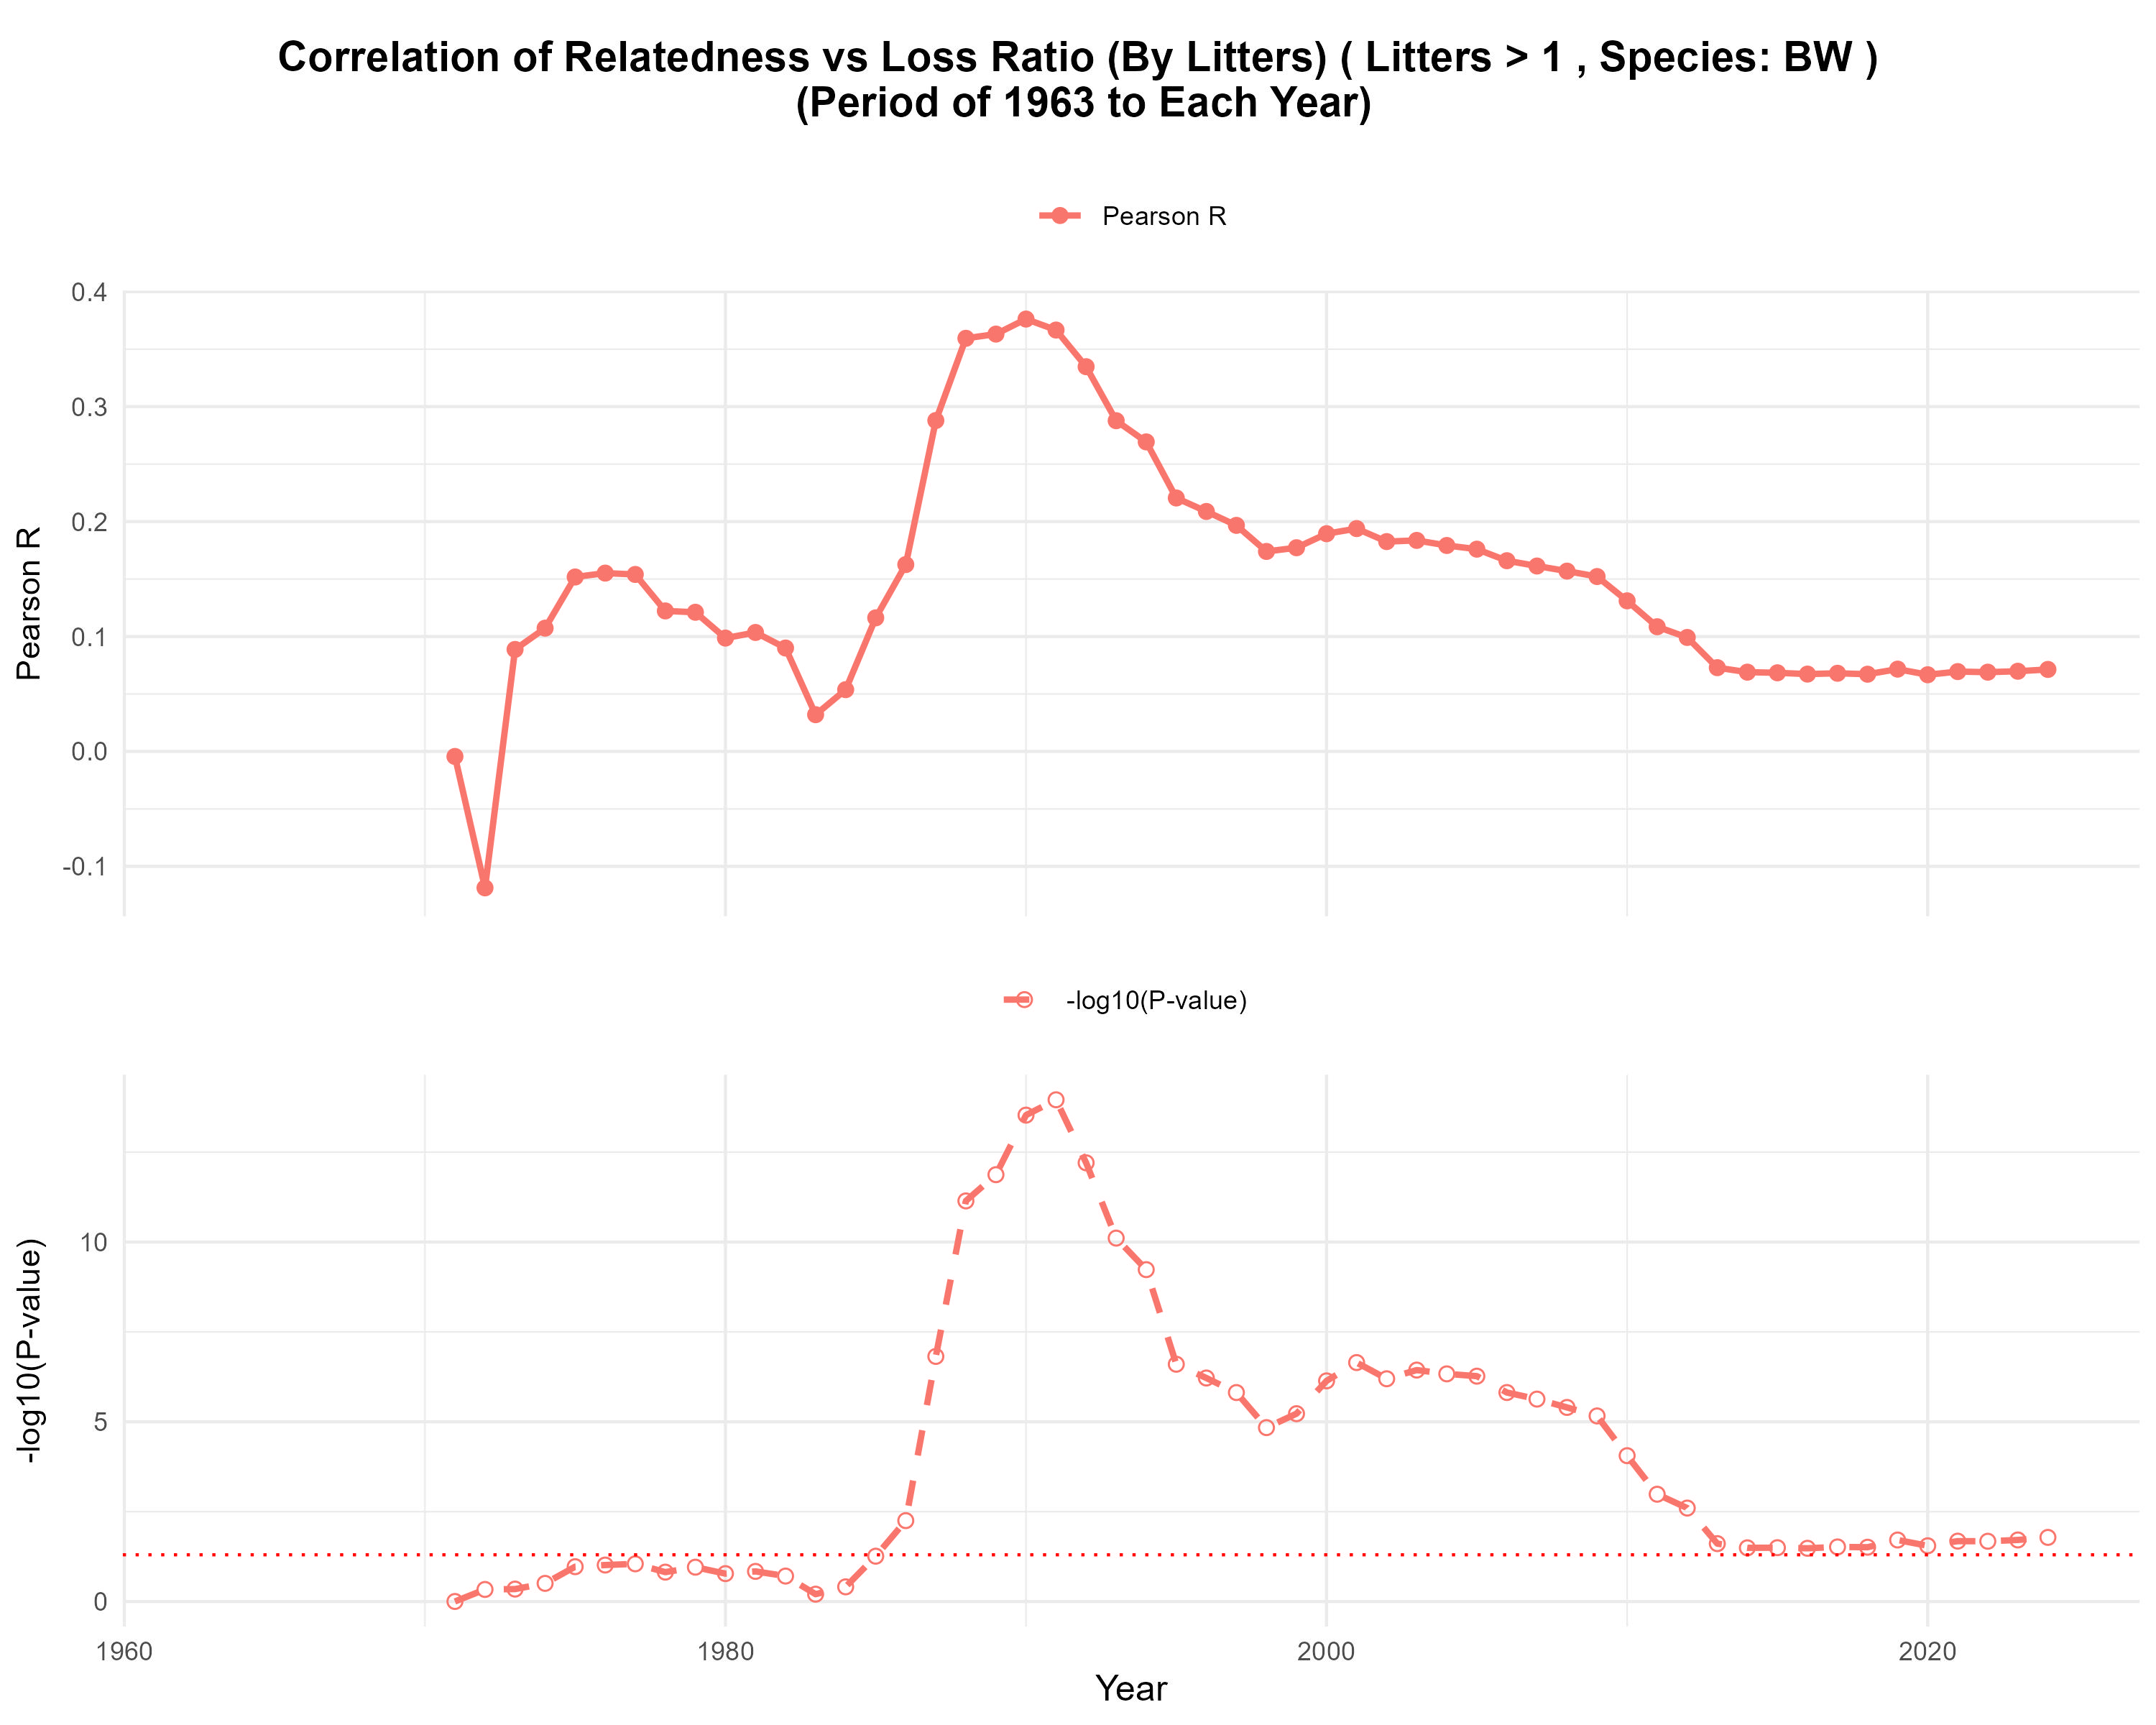 Correlation of Relatedness vs Loss Ratio (By Litters) ( Litters > 1 , Species: BW )
(Period of 1963 to Each Year)
Pearson R
0.4
0.3
0.2
0.1
0.0
-0.1
Pearson R
-log10(P-value)
10
5
0
-log10(P-value)
1960
1980
2000
2020
Year